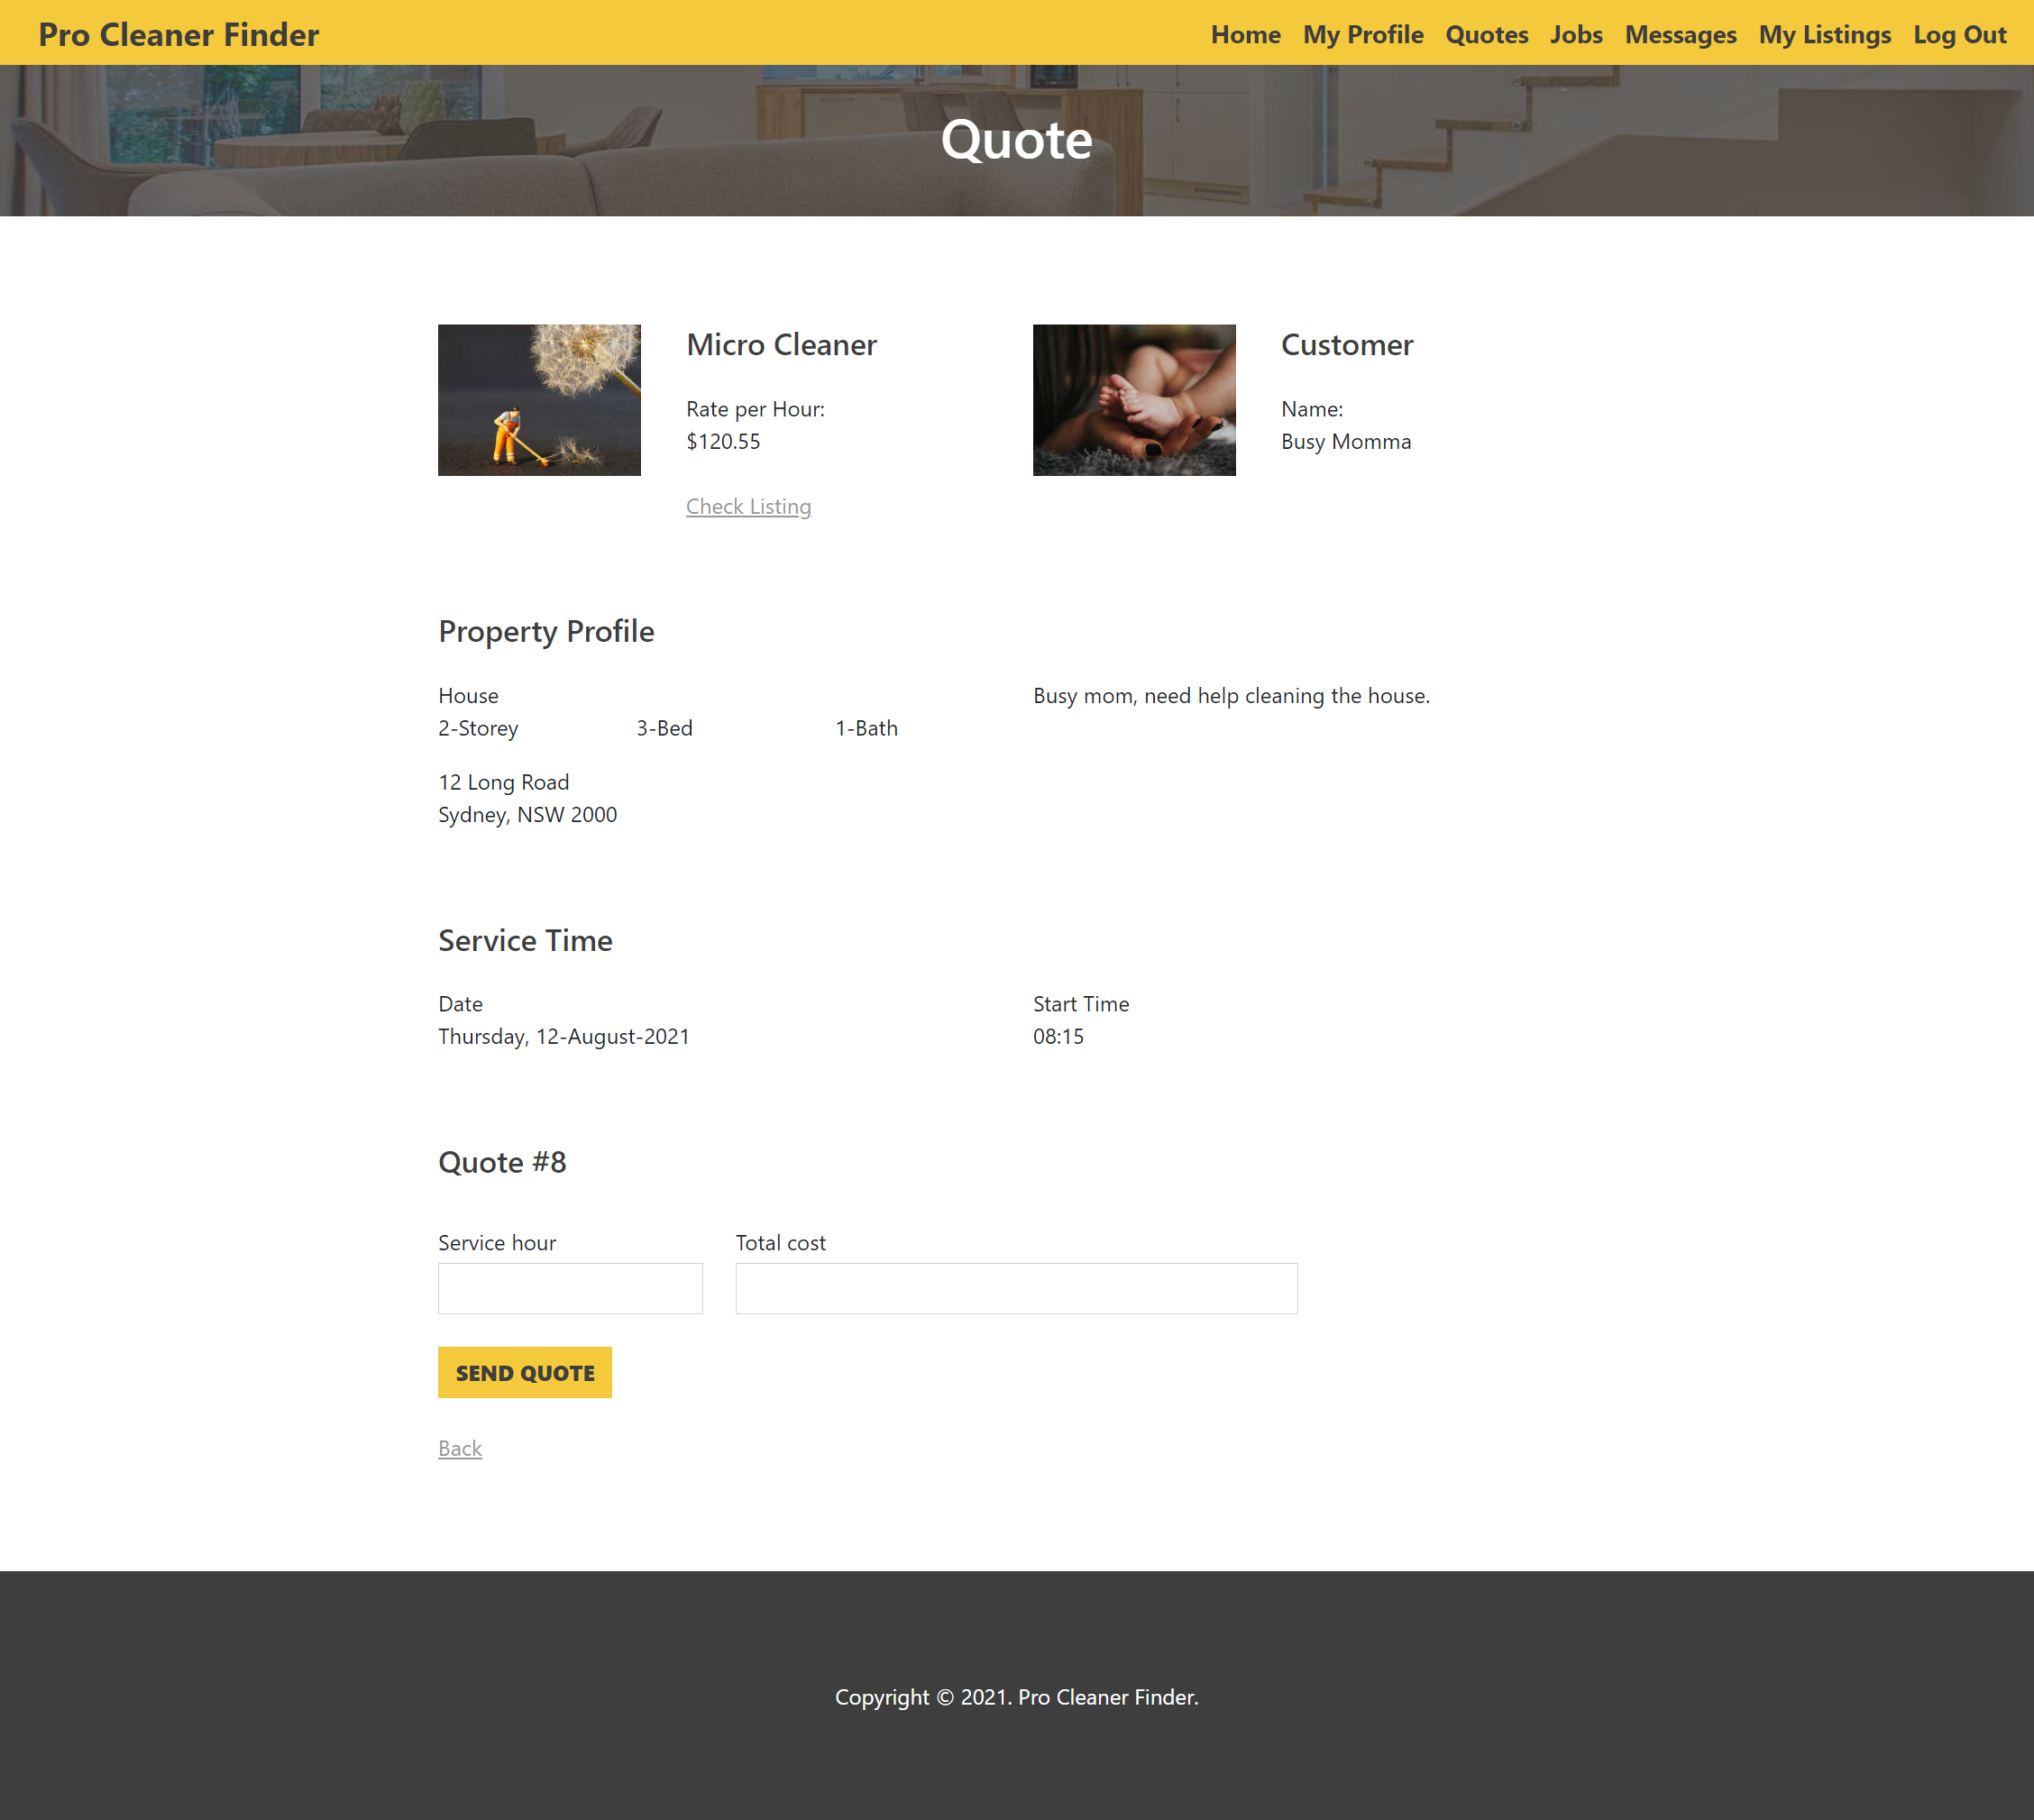 Pro Cleaner Finder
Home My Profile Quotes Jobs Messages My Listings Log Out
Quote
Micro Cleaner
Rate per Hour:
$120.55
Check Listing
Customer
Name:
Busy Momma
Property Profile
House
2-Storey 3-Bed 1-Bath
12 Long Road
Sydney, NSW 2000
Busy mom, need help cleaning the house.
Service Time
Date
Thursday, 12-August-2021
Start Time
08:15
Quote #8
Service hour
Total cost
SEND QUOTE
Back
Copyright © 2021. Pro Cleaner Finder.